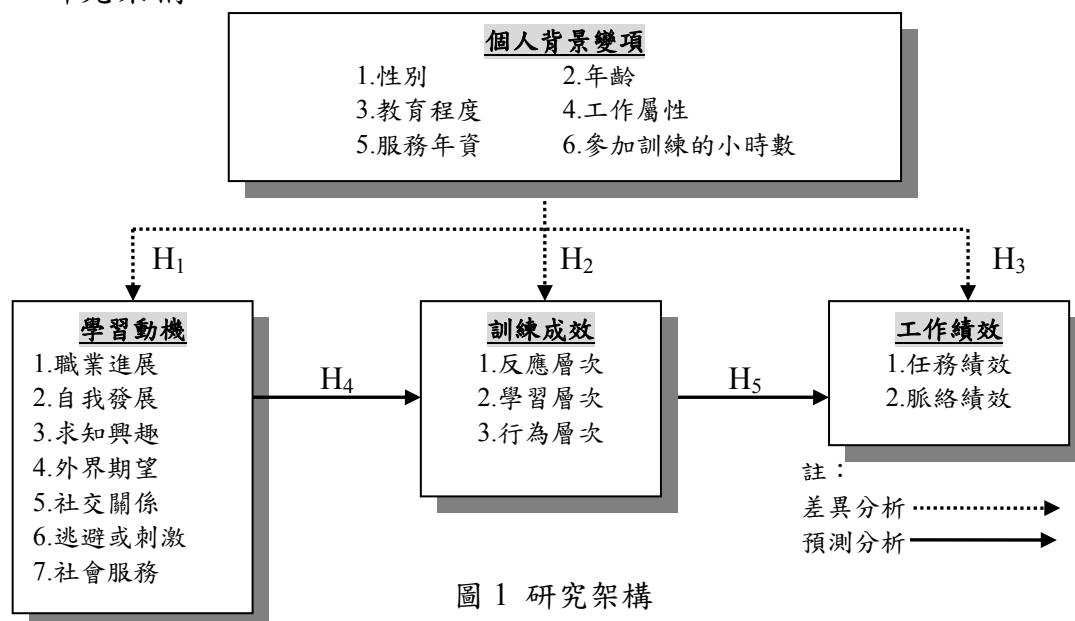 個人背景變項
1.性別 2.年齡
3.教育程度 4.工作屬性
5.服務年資 6.參加訓練的小時數
H1 H2 H3
學習動機
1.職業進展
2.自我發展
3.求知興趣
4.外界期望
5.社交關係
6.逃避或刺激
7.社會服務
H4
訓練成效
1.反應層次
2.學習層次
3.行為層次
H5
工作績效
1.任務績效
2.脈絡績效
註：
差異分析
預測分析
圖 1 研究架構